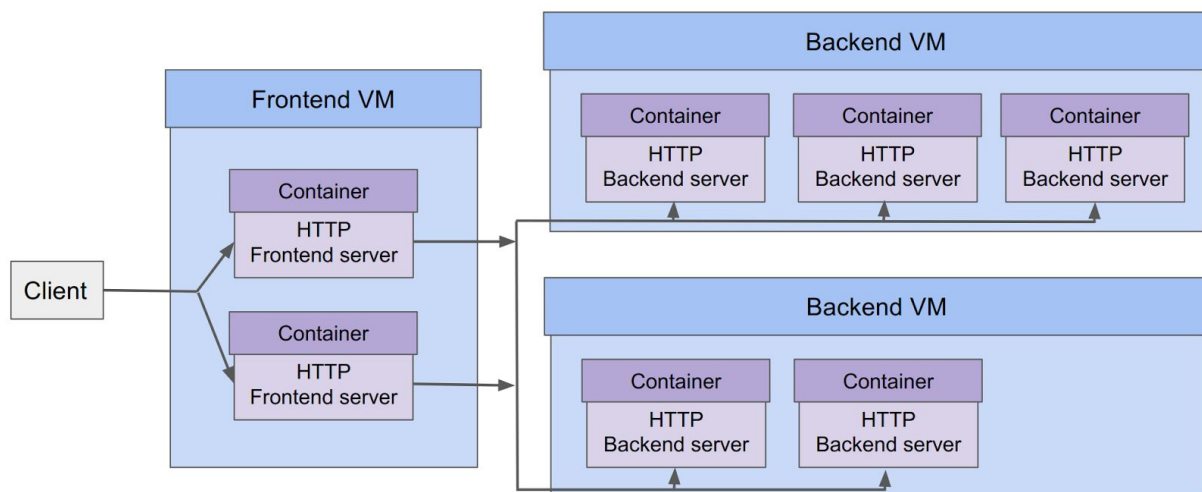 Client
Frontend VM
Container
HTTP
Frontend server
Container
HTTP
Frontend server
Backend VM
Container
HTTP
Backend server
Container
HTTP
Backend server
Container
HTTP
Backend server
Backend VM
Container
HTTP
Backend server
Container
HTTP
Backend server